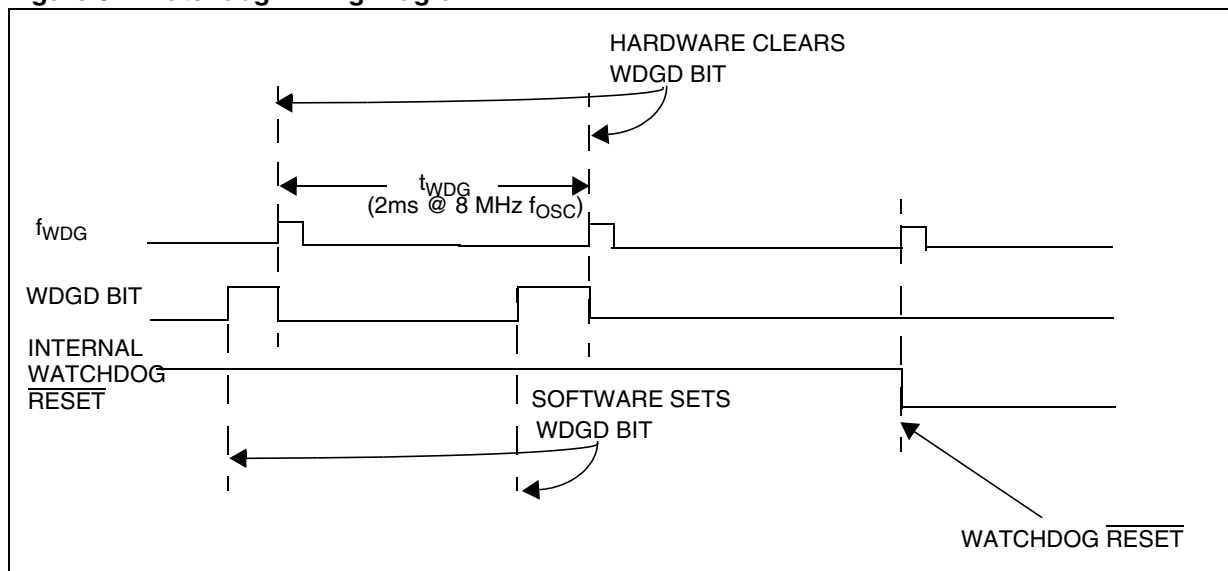 HARDWARE CLEARS
WDGD BIT
tWDG
(2ms @ 8 MHz fOSC)
fWDG
WDGD BIT
INTERNAL
WATCHDOG
RESET
SOFTWARE SETS
WDGD BIT
WATCHDOG RESET